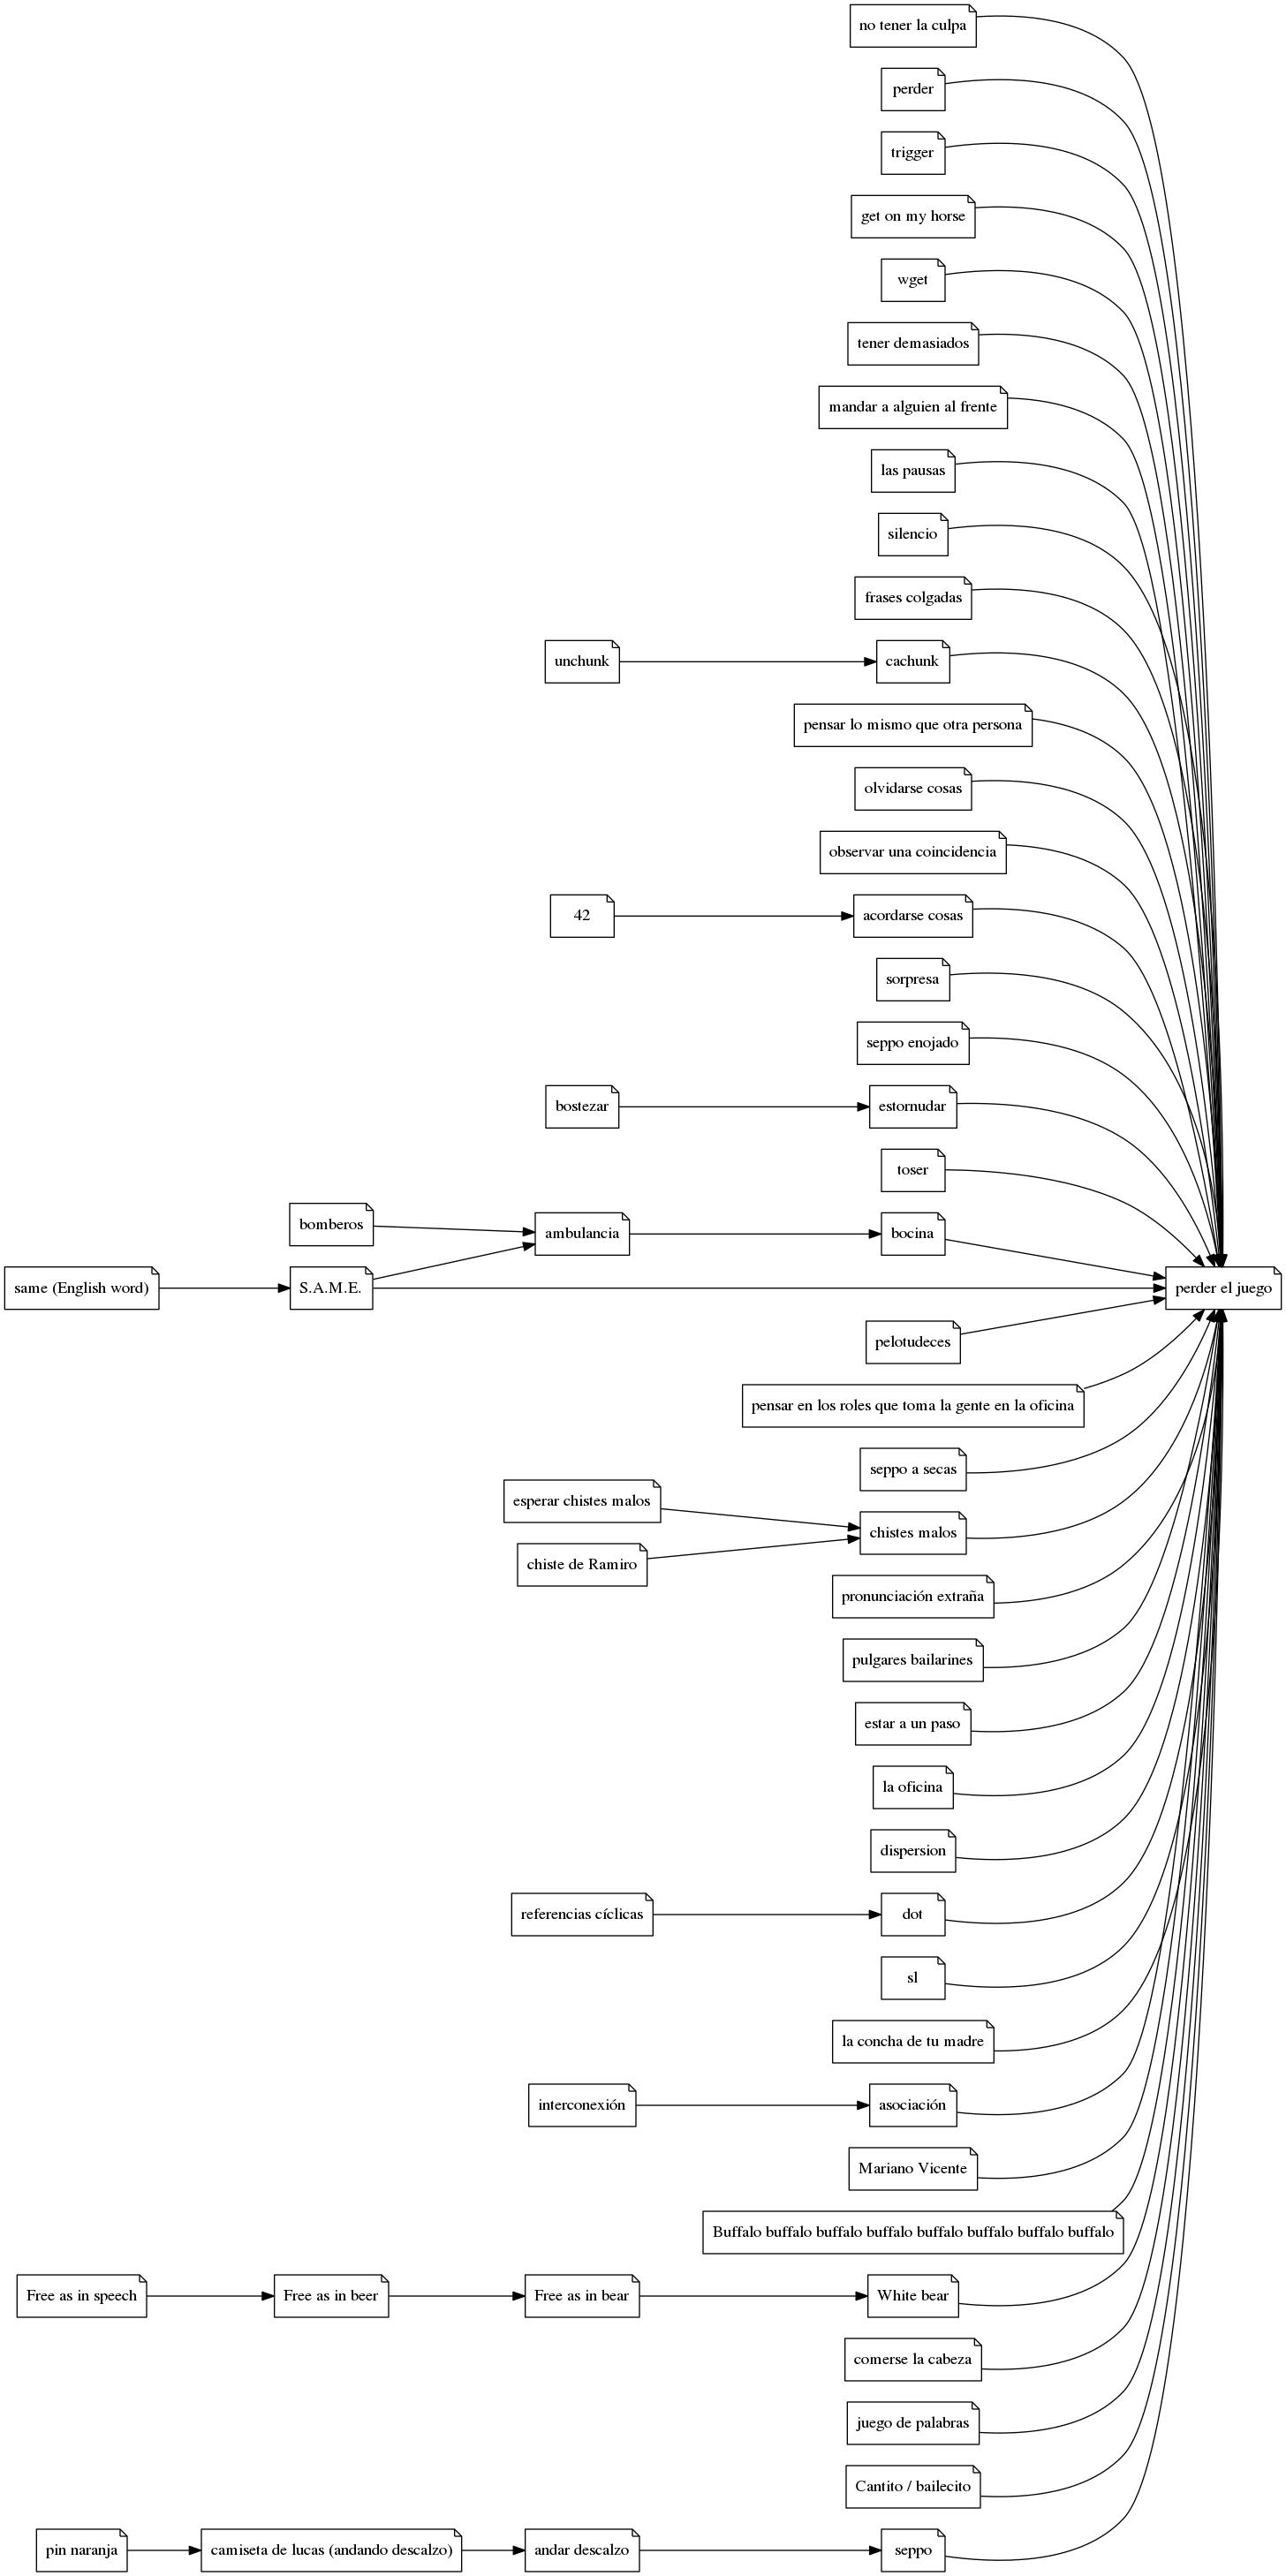 no tener la culpa
perder
trigger
get on my horse
wget
tener demasiados
mandar a alguien al frente
las pausas
silencio
frases colgadas
unchunk
cachunk
pensar lo mismo que otra persona
olvidarse cosas
observar una coincidencia
42
acordarse cosas
sorpresa
seppo enojado
bostezar
estornudar
toser
bomberos
ambulancia
bocina
same (English word)
S.A.M.E.
perder el juego
pelotudeces
pensar en los roles que toma la gente en la oficina
seppo a secas
esperar chistes malos
chistes malos
chiste de Ramiro
pronunciación extraña
pulgares bailarines
estar a un paso
la oficina
dispersion
referencias cíclicas
dot
sl
la concha de tu madre
interconexión
asociación
Mariano Vicente
Buffalo buffalo buffalo buffalo buffalo buffalo buffalo buffalo
Free as in speech
Free as in beer
Free as in bear
White bear
comerse la cabeza
juego de palabras
Cantito / bailecito
pin naranja
camiseta de lucas (andando descalzo)
andar descalzo
seppo